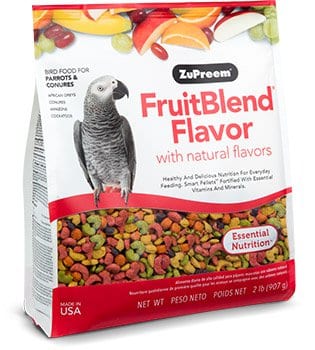 ZuPreem®
BIRD FOOD FOR
PARROTS &
CONURES
AFRICAN GREYS
CONURES
AMAZONS
COCKATOOS
FruitBlend®
Flavor
with natural flavors
Healthy And Delicious Nutrition For Everyday
Feeding. Smart Pellets™ Fortified With Essential
Vitamins And Minerals.
Essential
Nutrition®
MADE IN
USA
NET WT PESO NETO POIDS NET 2 lb (907 g)